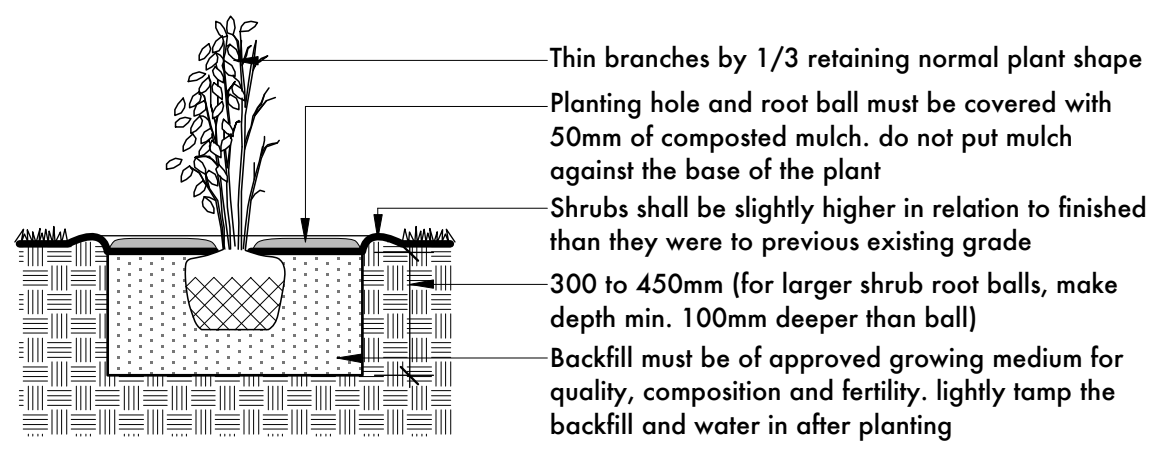 Thin branches by 1/3 retaining normal plant shape
Planting hole and root ball must be covered with
50mm of composted mulch. do not put mulch
against the base of the plant
Shrubs shall be slightly higher in relation to finished
than they were to previous existing grade
300 to 450mm (for larger shrub root balls, make
depth min. 100mm deeper than ball)
Backfill must be of approved growing medium for
quality, composition and fertility. lightly tamp the
backfill and water in after planting